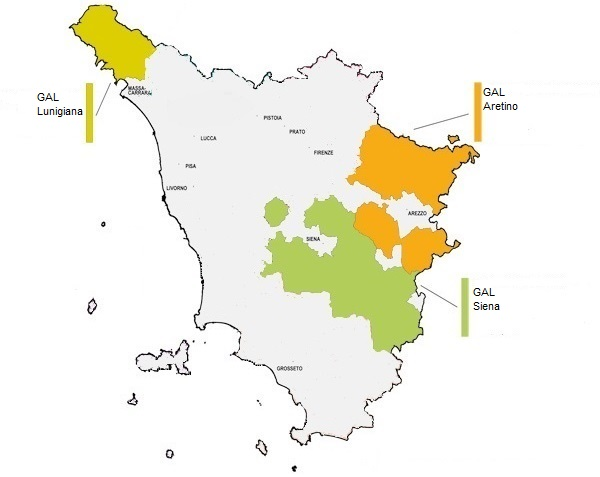 GAL
Lunigiana
MASSA-
CARRARA
PISTOIA
PRATO
LUCCA
FIRENZE
PISA
LIVORNO
GAL
Aretino
AREZZO
SIENA
GAL
Siena
GROSSETO